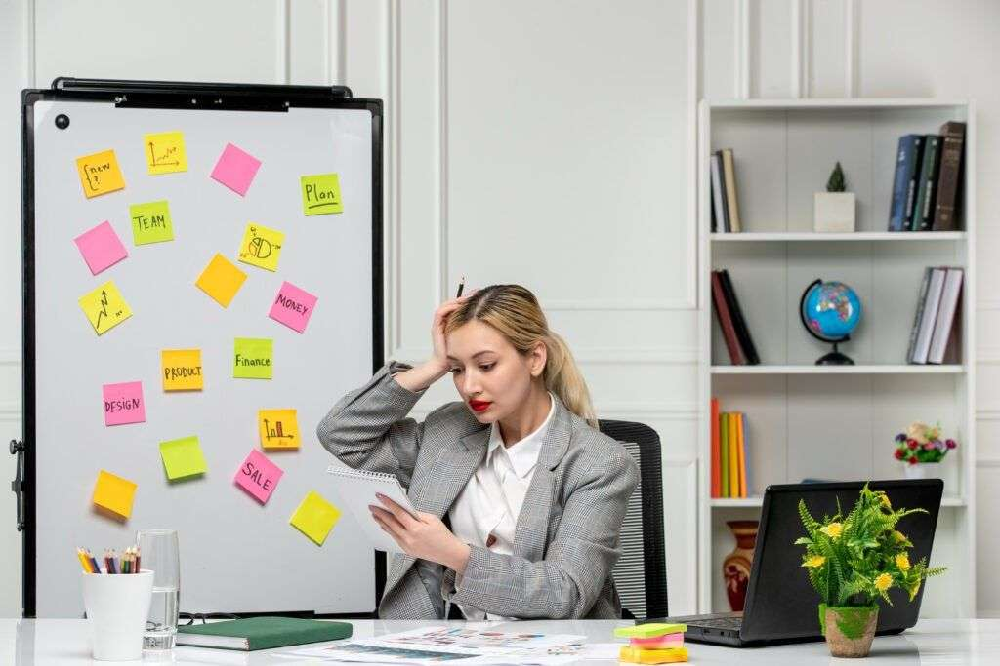 new
?
Plan
TEAM
MONEY
Finance
PRODUCT
DESIGN
SALE